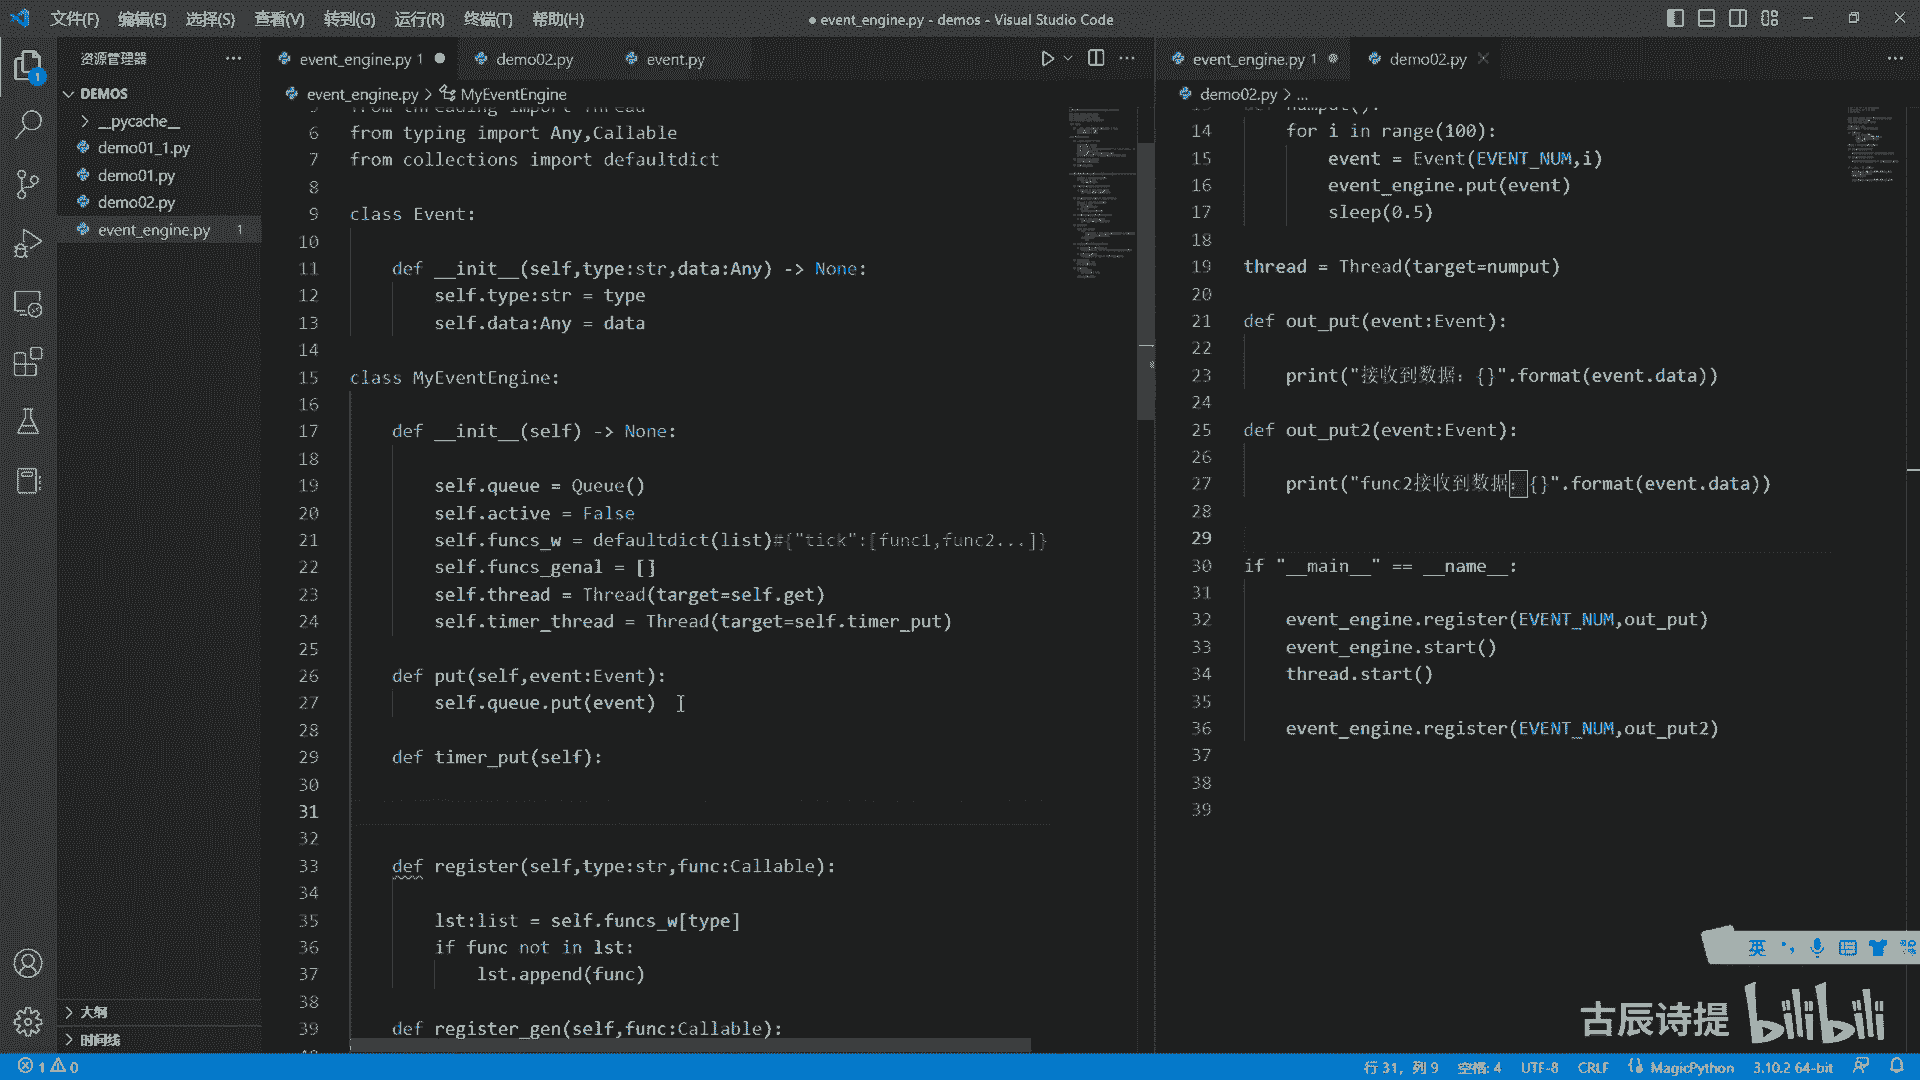 文件(F) 编辑(E) 选择(S) 查看(V) 转到(G) 运行(R) 终端(T) 帮助(H)
● event_engine.py - demos - Visual Studio Code
资源管理器
DEMOS
__pycache__
demo01_1.py
demo01.py
demo02.py
event_engine.py 1
大纲
时间线
event_engine.py 1 demo02.py event.py
event_engine.py > MyEventEngine
from threading import Thread
6 from typing import Any,Callable
7 from collections import defaultdict
8
9 class Event:
10
11 def __init__(self,type:str,data:Any) -> None:
12 self.type:str = type
13 self.data:Any = data
14
15 class MyEventEngine:
16
17 def __init__(self) -> None:
18
19 self.queue = Queue()
20 self.active = False
21 self.funcs_w = defaultdict(list)#{"tick":[func1,func2...]}
22 self.funcs_genal = []
23 self.thread = Thread(target=self.get)
24 self.timer_thread = Thread(target=self.timer_put)
25
26 def put(self,event:Event):
27 self.queue.put(event)
28
29 def timer_put(self):
30
31
32
33 def register(self,type:str,func:Callable):
34
35 lst:list = self.funcs_w[type]
36 if func not in lst:
37 lst.append(func)
38
39 def register_gen(self,func:Callable):
event_engine.py 1 demo02.py
demo02.py > ...
def numput():
14 for i in range(100):
15 event = Event(EVENT_NUM,i)
16 event_engine.put(event)
17 sleep(0.5)
18
19 thread = Thread(target=numput)
20
21 def out_put(event:Event):
22
23 print("接收到数据：{}".format(event.data))
24
25 def out_put2(event:Event):
26
27 print("func2接收到数据：{}".format(event.data))
28
29
30 if "__main__" == __name__:
31
32 event_engine.register(EVENT_NUM,out_put)
33 event_engine.start()
34 thread.start()
35
36 event_engine.register(EVENT_NUM,out_put2)
37
38
39
英
古辰诗提 bilibili
1 0
行 31，列 9 空格: 4 UTF-8 CRLF MagicPython 3.10.2 64-bit